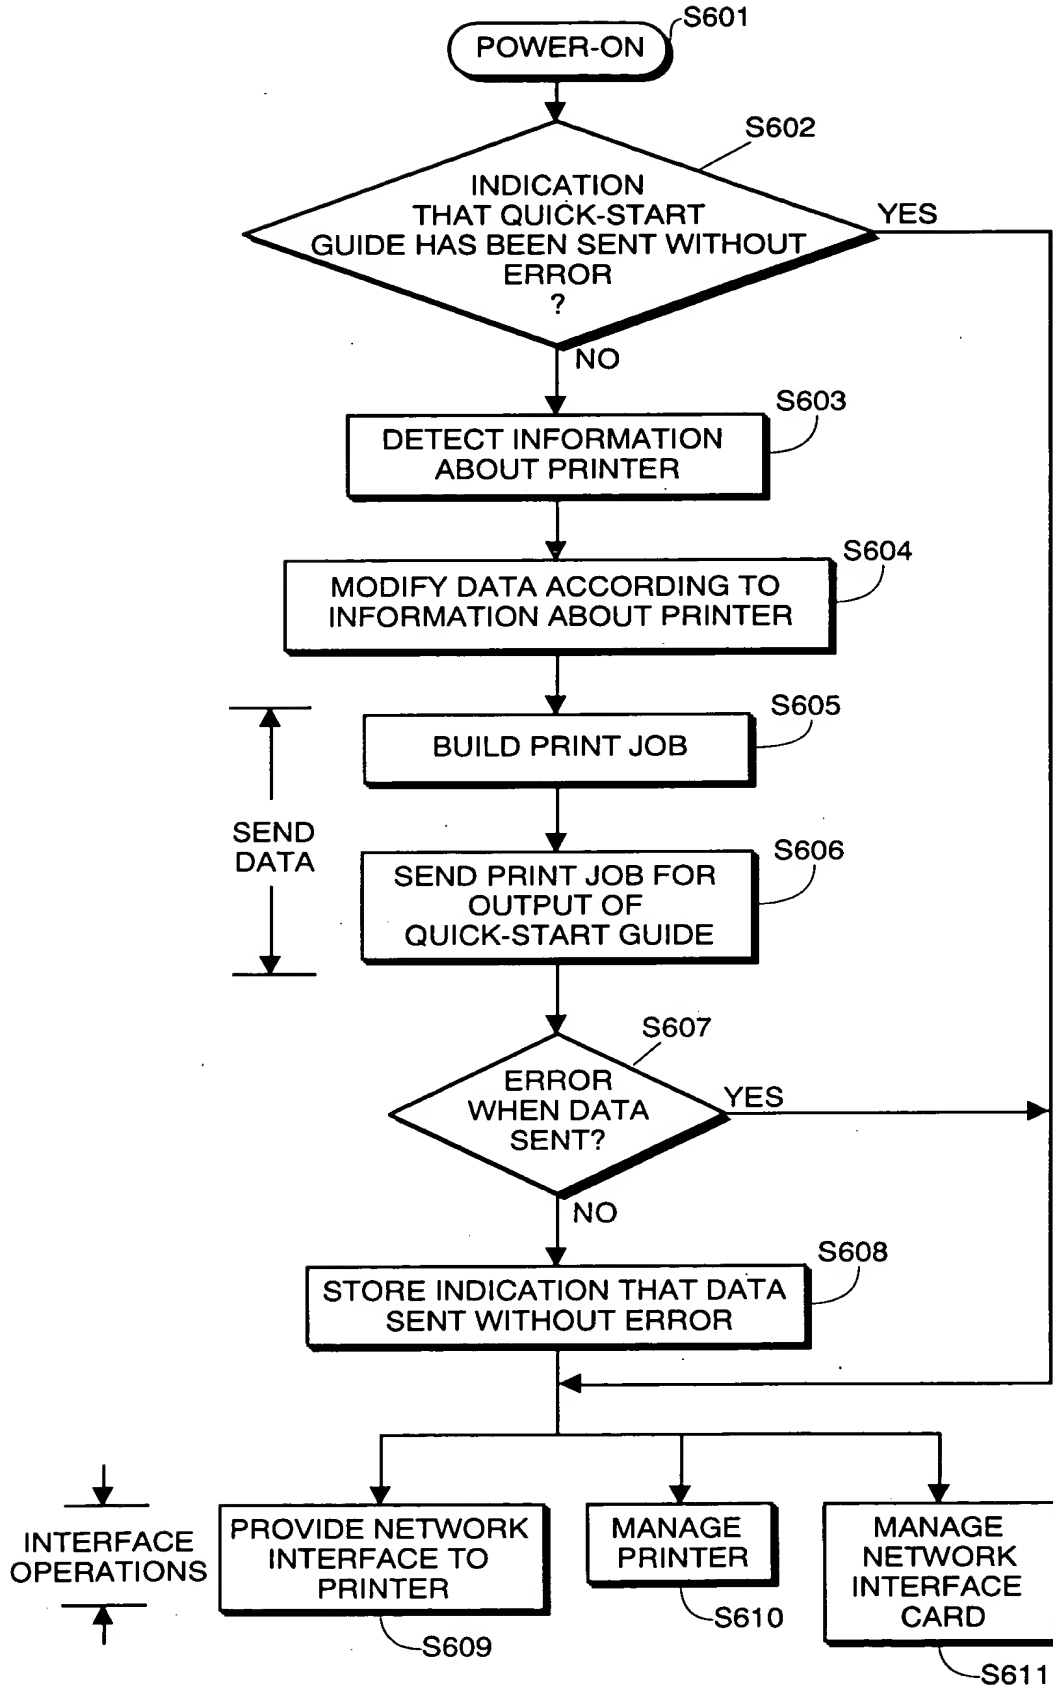 POWER-ON
S601
S602
INDICATION
THAT QUICK-START
GUIDE HAS BEEN SENT WITHOUT
ERROR
?
YES
NO
S603
DETECT INFORMATION
ABOUT PRINTER
S604
MODIFY DATA ACCORDING TO
INFORMATION ABOUT PRINTER
S605
BUILD PRINT JOB
SEND
DATA
S606
SEND PRINT JOB FOR
OUTPUT OF
QUICK-START GUIDE
S607
ERROR
WHEN DATA
SENT?
YES
NO
S608
STORE INDICATION THAT DATA
SENT WITHOUT ERROR
INTERFACE
OPERATIONS
PROVIDE NETWORK
INTERFACE TO
PRINTER
S609
MANAGE
PRINTER
S610
MANAGE
NETWORK
INTERFACE
CARD
S611